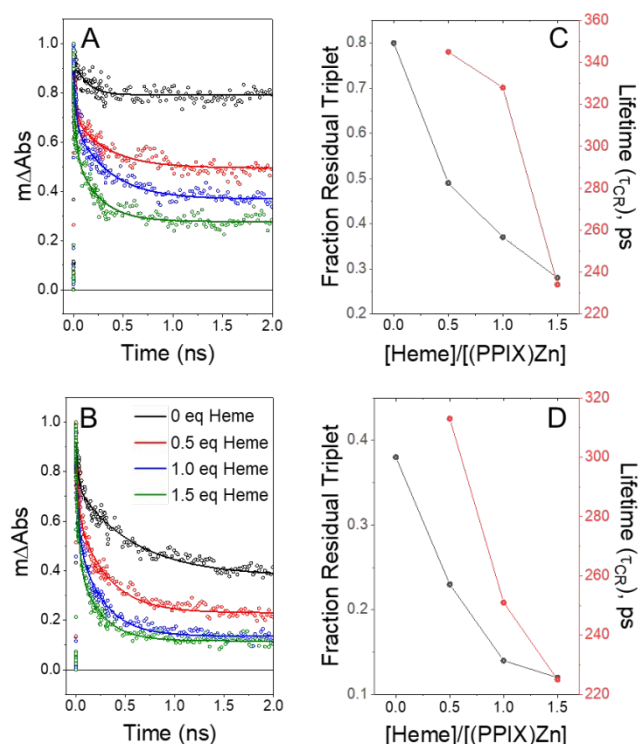 A
1.0
0.8
0.6
0.4
0.2
0.0
m∆Abs
0.0 0.5 1.0 1.5 2.0
Time (ns)
C
0.8
0.7
0.6
0.5
0.4
0.3
0.2
Fraction Residual Triplet
360
340
320
300
280
260
240
220
Lifetime (τCR), ps
0.0 0.5 1.0 1.5
[Heme]/[(PPIX)Zn]
B
0 eq Heme
0.5 eq Heme
1.0 eq Heme
1.5 eq Heme
1.0
0.8
0.6
0.4
0.2
0.0
m∆Abs
0.0 0.5 1.0 1.5 2.0
Time (ns)
D
0.4
0.3
0.2
0.1
Fraction Residual Triplet
320
300
280
260
240
220
Lifetime (τCR), ps
0.0 0.5 1.0 1.5
[Heme]/[(PPIX)Zn]